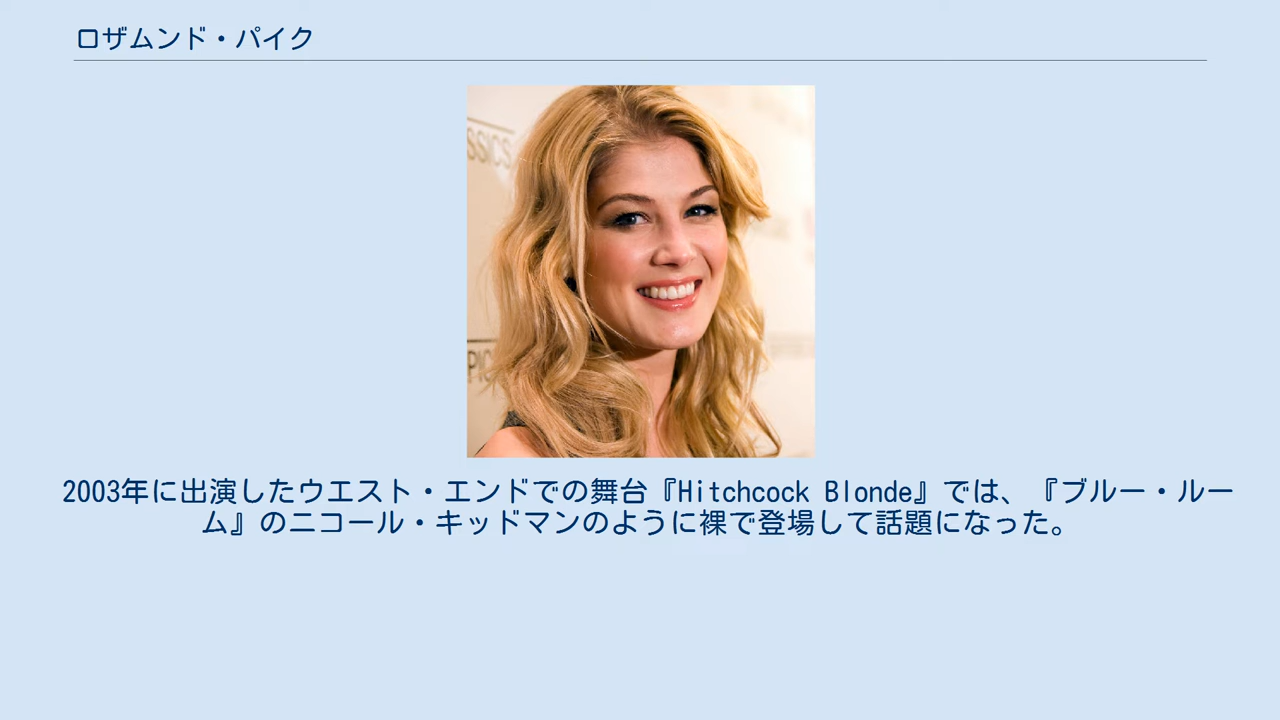 ロザムンド・パイク
SSICS
PIC
2003年に出演したウエスト・エンドでの舞台『Hitchcock Blonde』では、『ブルー・ルー
ム』のニコール・キッドマンのように裸で登場して話題になった。